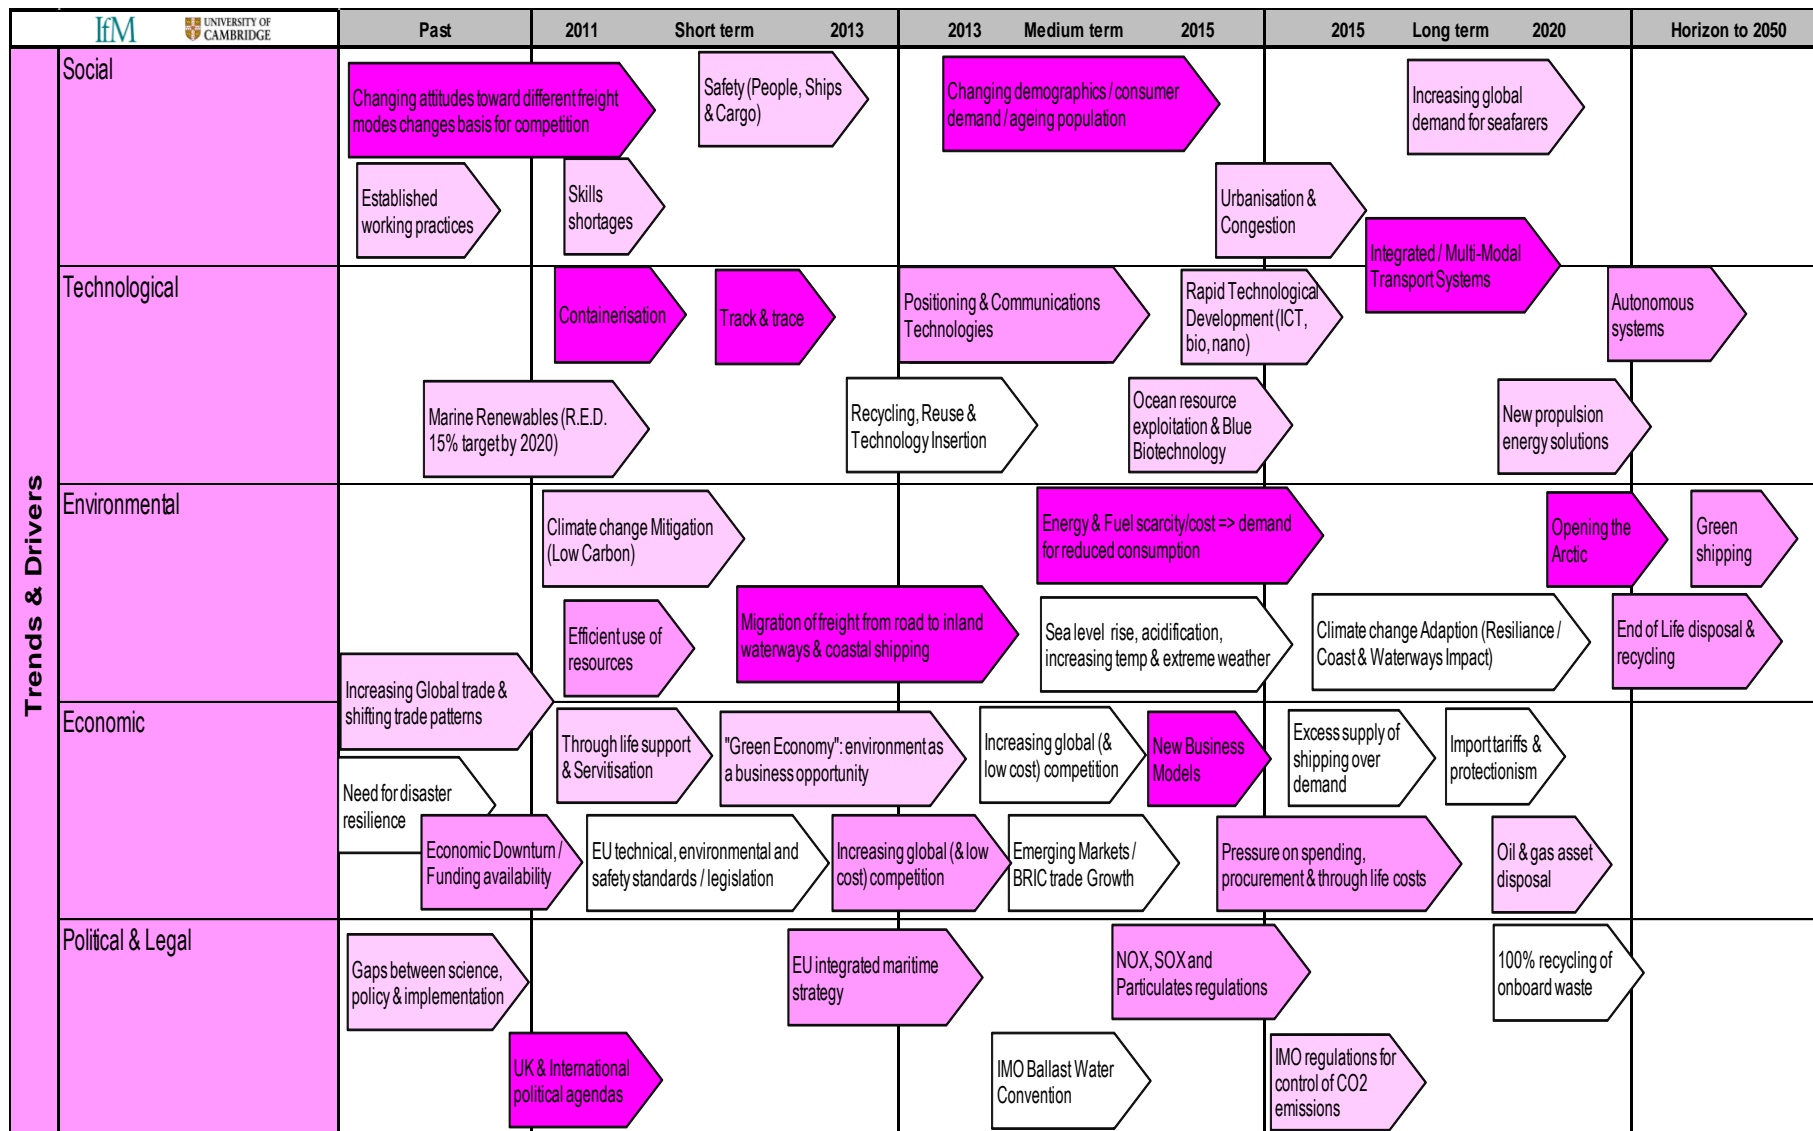 IfM
UNIVERSITY OF
CAMBRIDGE
Past
2011 Short term 2013
2013 Medium term 2015
2015 Long term 2020
Horizon to 2050
Trends & Drivers
Social
Changing attitudes toward different freight
modes changes basis for competition
Safety (People, Ships
& Cargo)
Changing demographics / consumer
demand / ageing population
Increasing global
demand for seafarers
Established
working practices
Skills
shortages
Urbanisation &
Congestion
Integrated / Multi-Modal
Transport Systems
Technological
Containerisation
Track & trace
Positioning & Communications
Technologies
Rapid Technological
Development (ICT,
bio, nano)
Autonomous
systems
Marine Renewables (R.E.D.
15% target by 2020)
Recycling, Reuse &
Technology Insertion
Ocean resource
exploitation & Blue
Biotechnology
New propulsion
energy solutions
Environmental
Climate change Mitigation
(Low Carbon)
Energy & Fuel scarcity/cost => demand
for reduced consumption
Opening the
Arctic
Green
shipping
Efficient use of
resources
Migration of freight from road to inland
waterways & coastal shipping
Sea level rise, acidification,
increasing temp & extreme weather
Climate change Adaption (Resiliance /
Coast & Waterways Impact)
End of Life disposal &
recycling
Increasing Global trade &
shifting trade patterns
Economic
Through life support
& Servitisation
"Green Economy": environment as
a business opportunity
Increasing global (&
low cost) competition
New Business
Models
Excess supply of
shipping over
demand
Import tariffs &
protectionism
Need for disaster
resilience
Economic Downturn /
Funding availability
EU technical, environmental and
safety standards / legislation
Increasing global (& low
cost) competition
Emerging Markets /
BRIC trade Growth
Pressure on spending,
procurement & through life costs
Oil & gas asset
disposal
Political & Legal
Gaps between science,
policy & implementation
EU integrated maritime
strategy
NOX, SOX and
Particulates regulations
100% recycling of
onboard waste
UK & International
political agendas
IMO Ballast Water
Convention
IMO regulations for
control of CO2
emissions